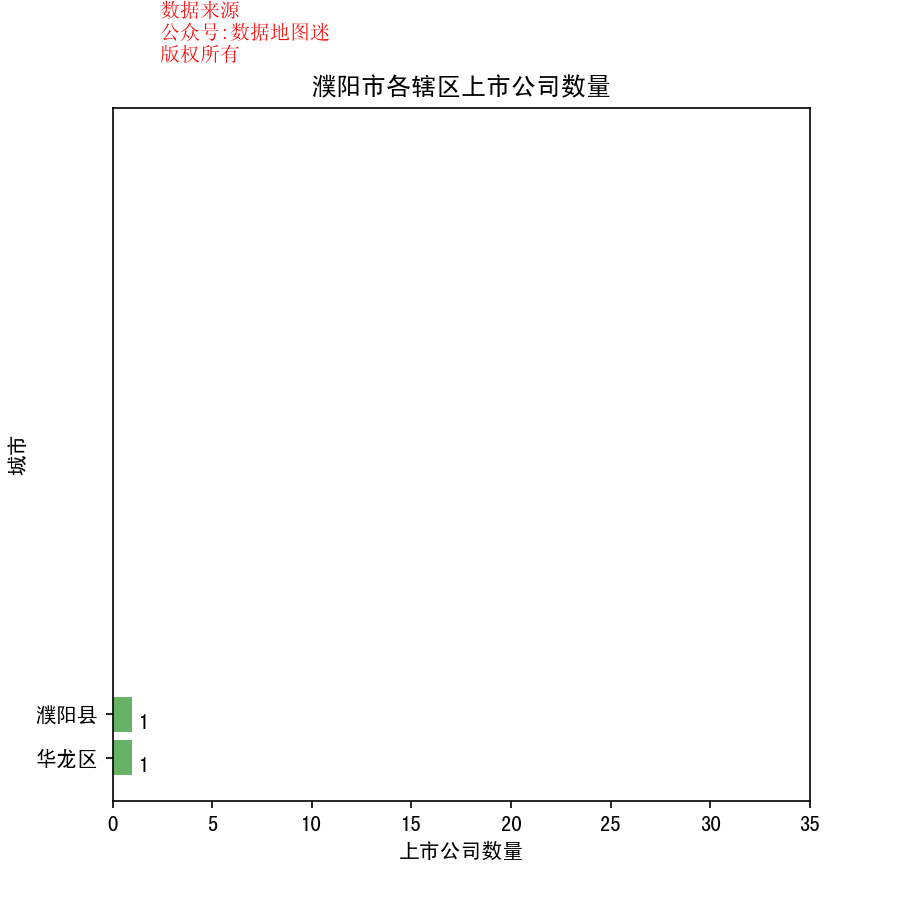 数据来源
公众号:数据地图迷
版权所有
濮阳市各辖区上市公司数量
城市
濮阳县
1
华龙区
1
0 5 10 15 20 25 30 35
上市公司数量